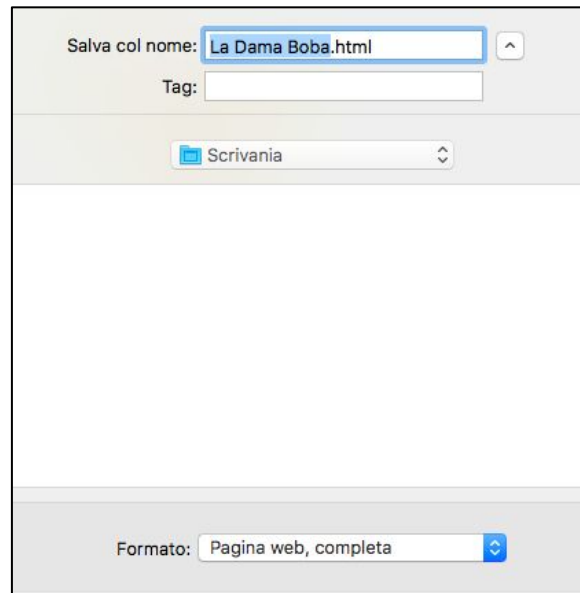 Salva col nome: La Dama Boba.html
Tag:
Scrivania
Formato: Pagina web, completa